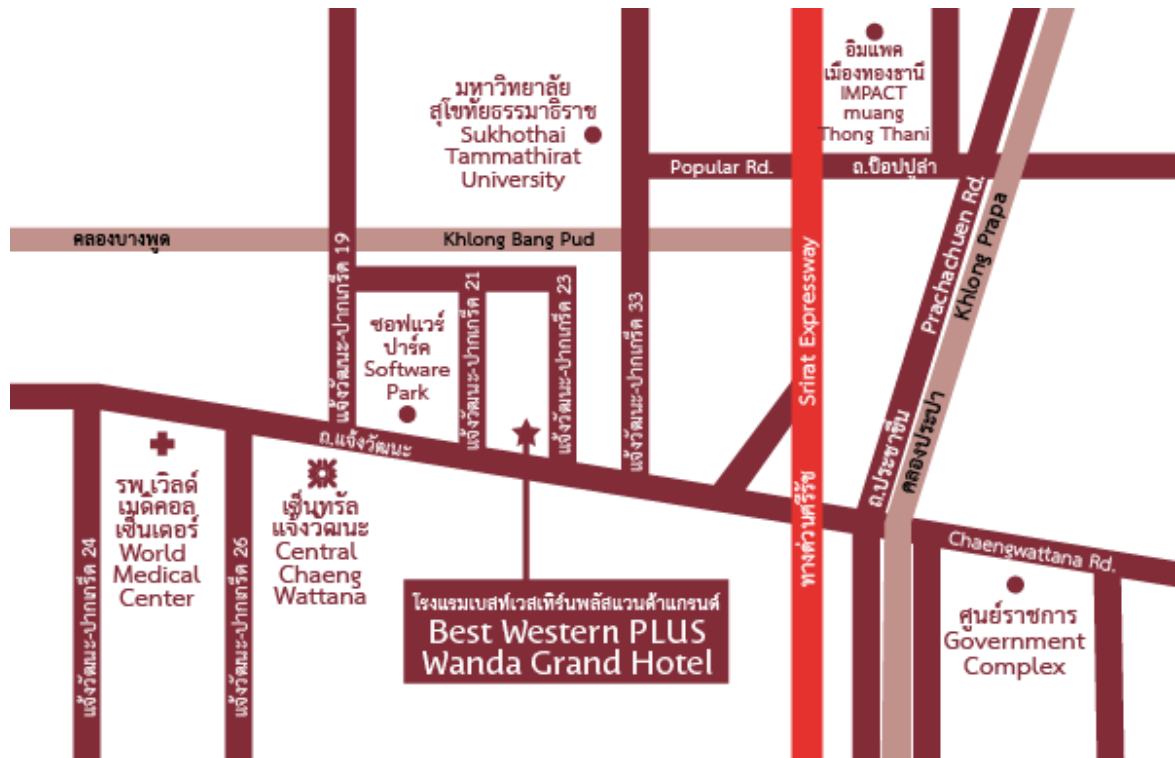 มหาวิทยาลัย
สุโขทัยธรรมาธิราช
Sukhothai
Tammathirat
University
อิมแพค
เมืองทองธานี
IMPACT
muang
Thong Thani
Popular Rd.
ถ.ป๊อปปูล่า
คลองบางพูด
Khlong Bang Pud
แจ้งวัฒนะ-ปากเกร็ด 19
แจ้งวัฒนะ-ปากเกร็ด 21
แจ้งวัฒนะ-ปากเกร็ด 23
แจ้งวัฒนะ-ปากเกร็ด 33
Srirat Expressway
ทางด่วนศรีรัช
Prachachuen Rd.
ถ.ประชาชื่น
Khlong Prapa
คลองประปา
ซอฟแวร์
ปาร์ค
Software
Park
ถ.แจ้งวัฒนะ
รพ.เวิลด์
เมดิคอล
เซ็นเตอร์
World
Medical
Center
เซ็นทรัล
แจ้งวัฒนะ
Central
Chaeng
Wattana
แจ้งวัฒนะ-ปากเกร็ด 24
แจ้งวัฒนะ-ปากเกร็ด 26
โรงแรมเบสท์เวสเทิร์นพลัสแวนด้าแกรนด์
Best Western PLUS
Wanda Grand Hotel
Chaengwattana Rd.
ศูนย์ราชการ
Government
Complex